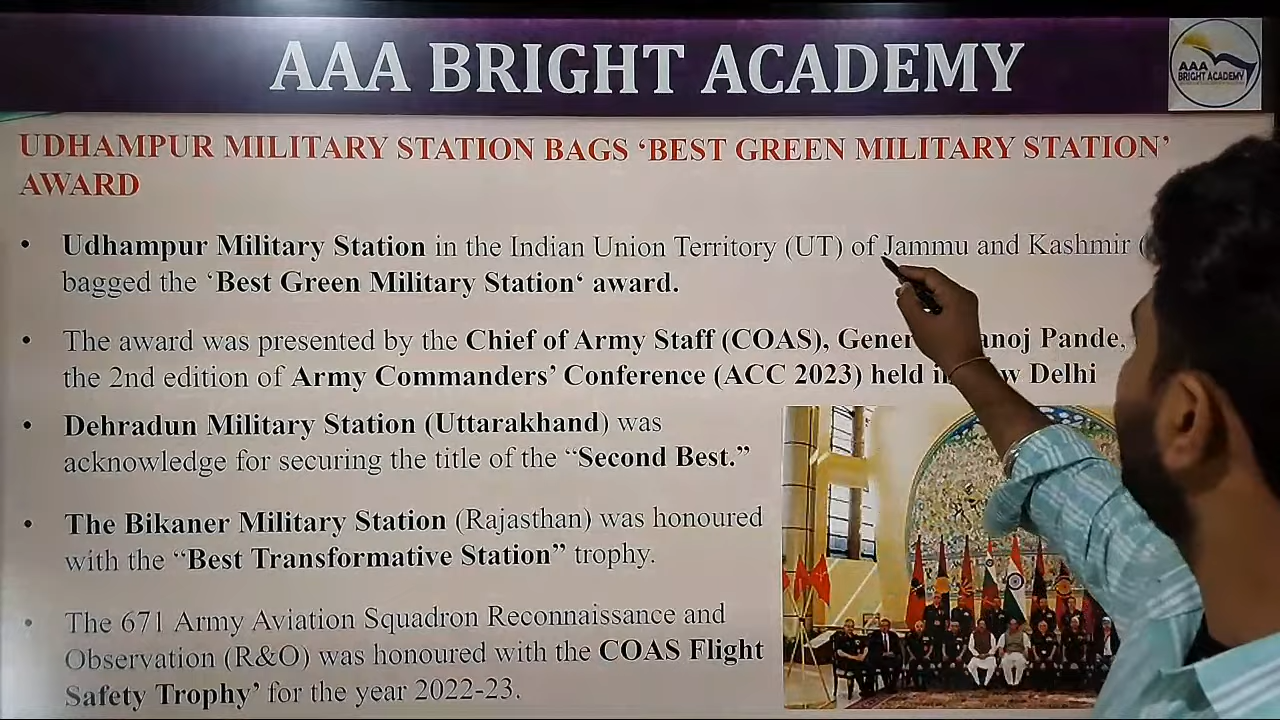 AAA BRIGHT ACADEMY
AAA
BRIGHT ACADEMY
UDHAMPUR MILITARY STATION BAGS ‘BEST GREEN MILITARY STATION’
AWARD
• Udhampur Military Station in the Indian Union Territory (UT) of Jammu and Kashmir (
bagged the ‘Best Green Military Station‘ award.
• The award was presented by the Chief of Army Staff (COAS), Gener anoj Pande,
the 2nd edition of Army Commanders’ Conference (ACC 2023) held in w Delhi
• Dehradun Military Station (Uttarakhand) was
acknowledge for securing the title of the “Second Best.”
• The Bikaner Military Station (Rajasthan) was honoured
with the “Best Transformative Station” trophy.
• The 671 Army Aviation Squadron Reconnaissance and
Observation (R&O) was honoured with the COAS Flight
Safety Trophy’ for the year 2022-23.